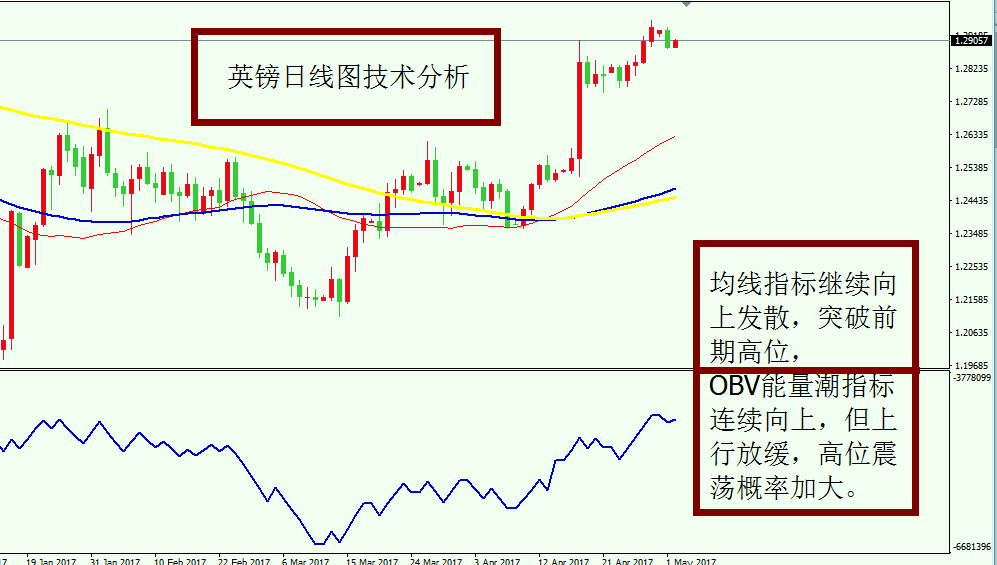 英镑日线图技术分析
1.29057
1.28235
1.27285
1.26335
1.25385
1.24435
1.23485
1.22535
1.21585
1.20635
1.19685
均线指标继续向
上发散，突破前
期高位，
OBV能量潮指标
连续向上，但上
行放缓，高位震
荡概率加大。
-3778099
-6681396
19 Jan 2017
31 Jan 2017
10 Feb 2017
22 Feb 2017
6 Mar 2017
15 Mar 2017
24 Mar 2017
3 Apr 2017
12 Apr 2017
21 Apr 2017
1 May 2017